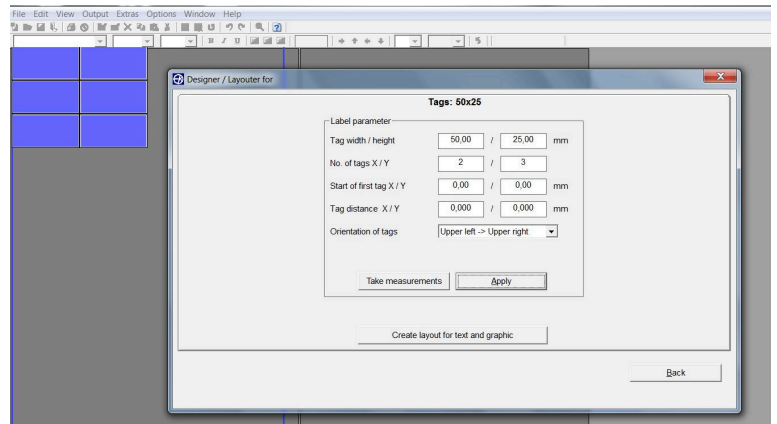 File Edit View Output Extras Options Window Help
Designer / Layouter for
Tags: 50x25
Label parameter
Tag width / height 50,00 / 25,00 mm
No. of tags X / Y 2 / 3
Start of first tag X / Y 0,00 / 0,00 mm
Tag distance X / Y 0,000 / 0,000 mm
Orientation of tags Upper left -> Upper right
Take measurements Apply
Create layout for text and graphic
Back